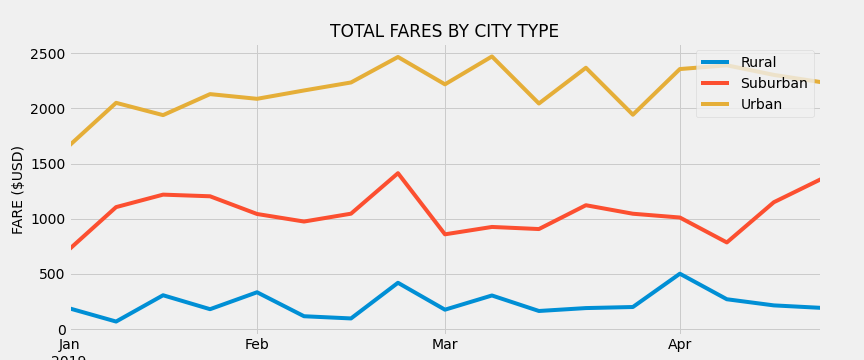 TOTAL FARES BY CITY TYPE
Rural
Suburban
Urban
FARE ($USD)
2500
2000
1500
1000
500
0
Jan Feb Mar Apr
2019